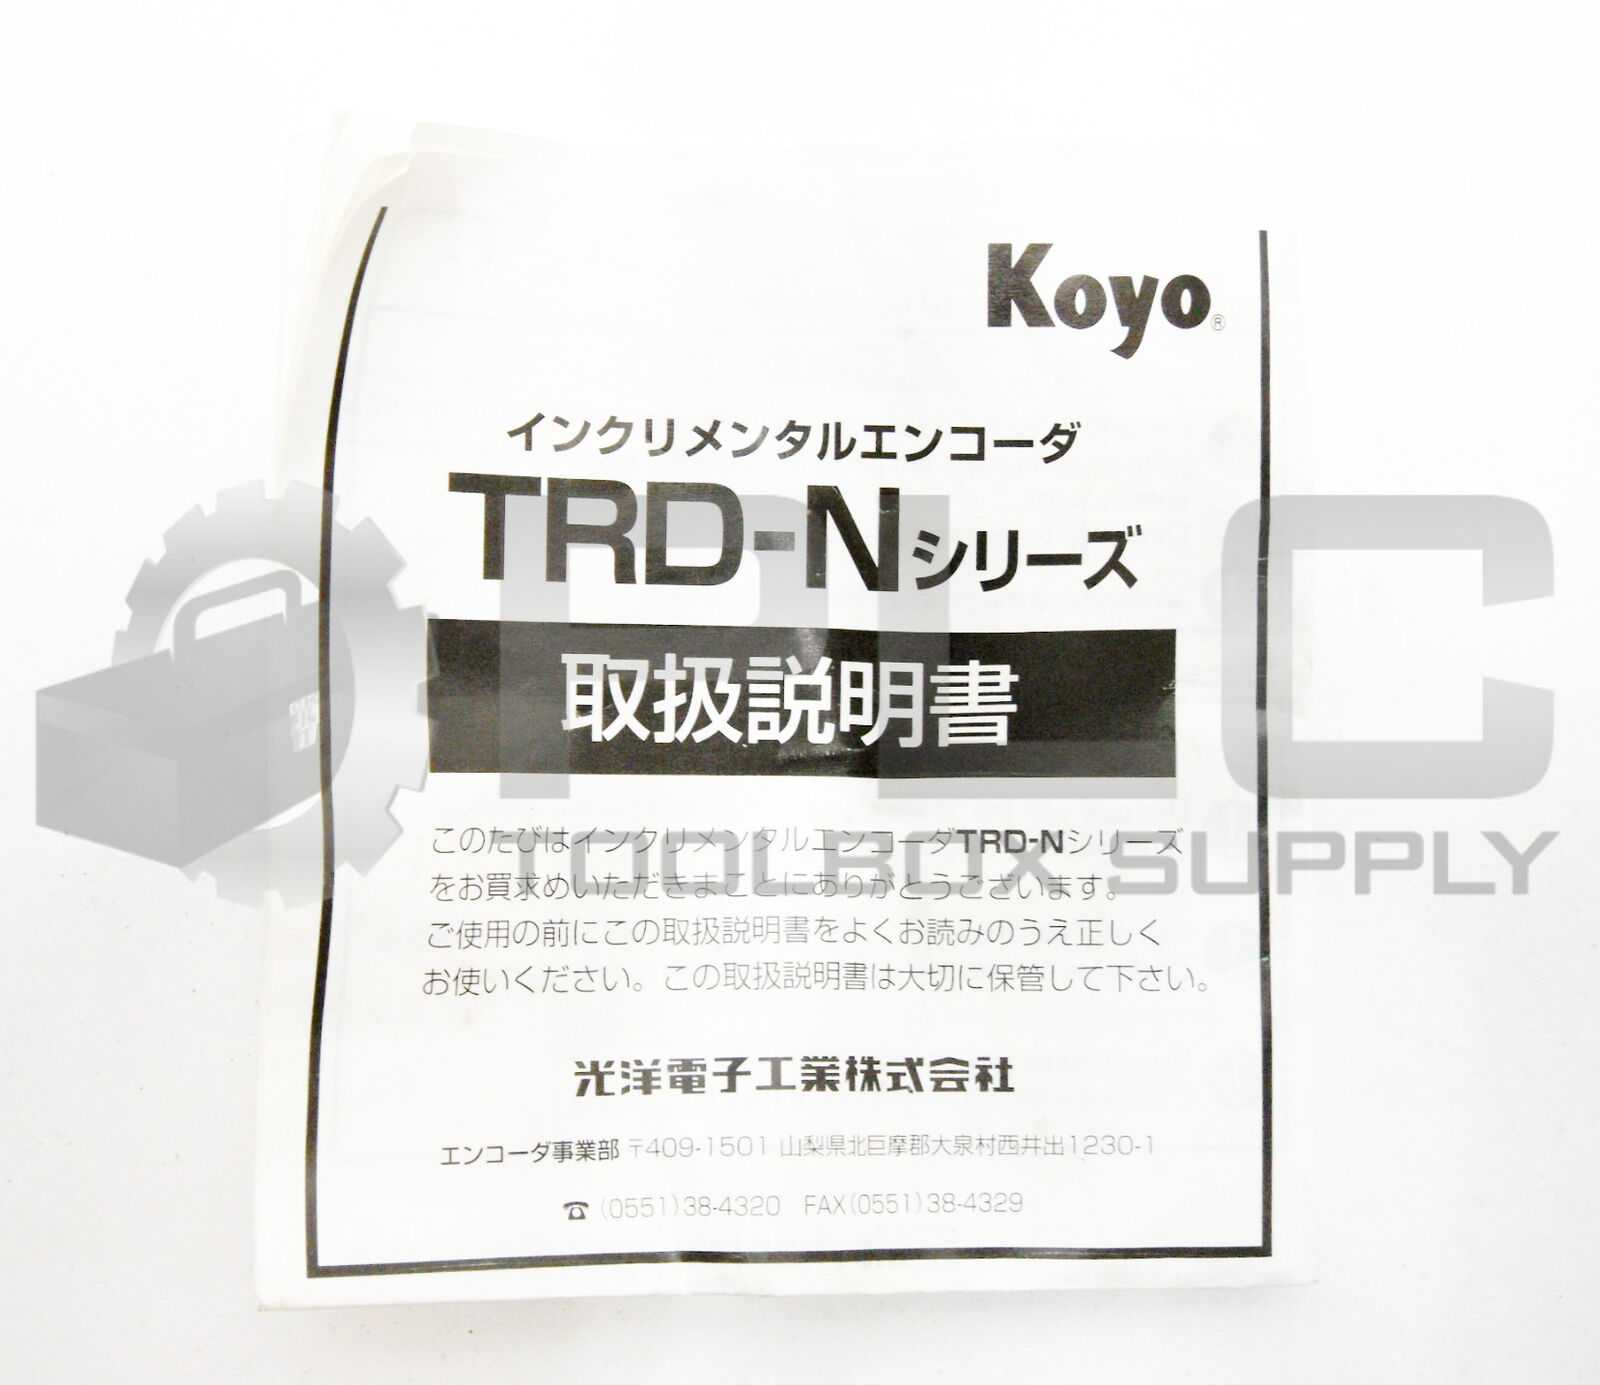 Koyo®
インクリメンタルエンコーダ
TRD-Nシリーズ
取扱説明書
このたびはインクリメンタルエンコーダTRD-Nシリーズ
をお買求めいただきまことにありがとうございます。
ご使用の前にこの取扱説明書をよくお読みのうえ正しく
お使いください。この取扱説明書は大切に保管して下さい。
光洋電子工業株式会社
エンコーダ事業部 〒409-1501 山梨県北巨摩郡大泉村西井出1230-1
☎(0551)38-4320 FAX(0551)38-4329
PLC
TOOLBOX SUPPLY